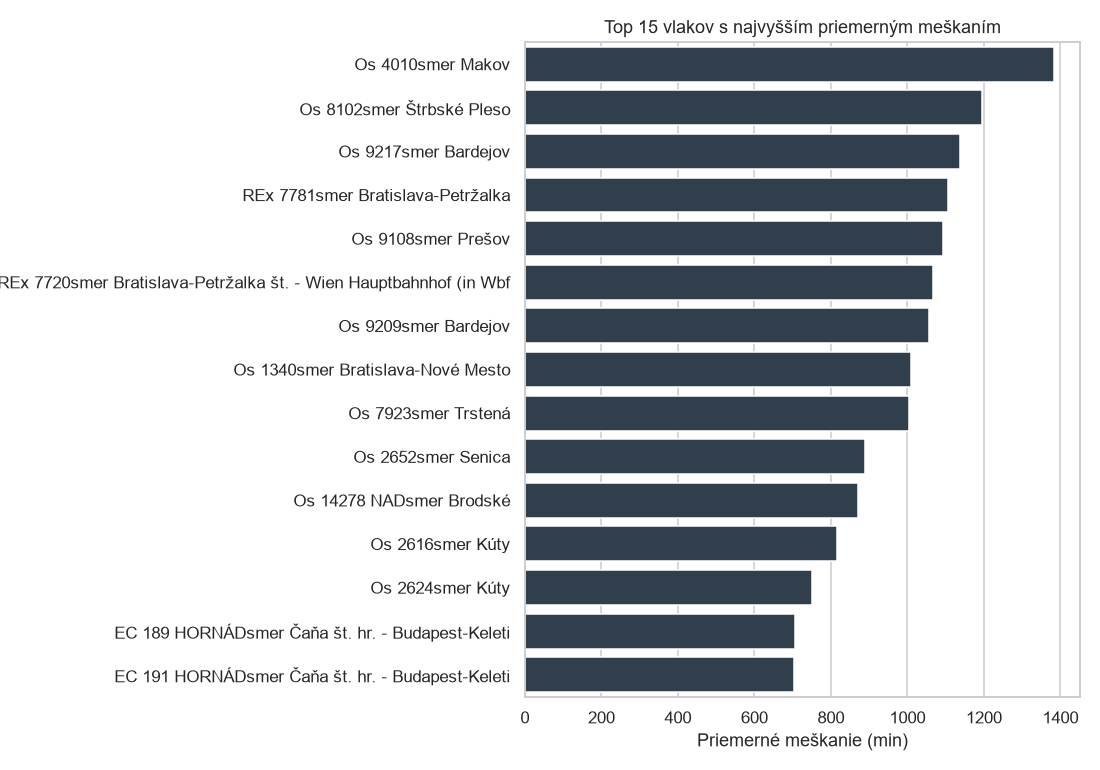 Top 15 vlakov s najvyšším priemerným meškaním
Os 4010smer Makov
Os 8102smer Štrbské Pleso
Os 9217smer Bardejov
REx 7781smer Bratislava-Petržalka
Os 9108smer Prešov
REx 7720smer Bratislava-Petržalka št. - Wien Hauptbahnhof (in Wbf
Os 9209smer Bardejov
Os 1340smer Bratislava-Nové Mesto
Os 7923smer Trstená
Os 2652smer Senica
Os 14278 NADsmer Brodské
Os 2616smer Kúty
Os 2624smer Kúty
EC 189 HORNÁDsmer Čaňa št. hr. - Budapest-Keleti
EC 191 HORNÁDsmer Čaňa št. hr. - Budapest-Keleti
0 200 400 600 800 1000 1200 1400
Priemerné meškanie (min)